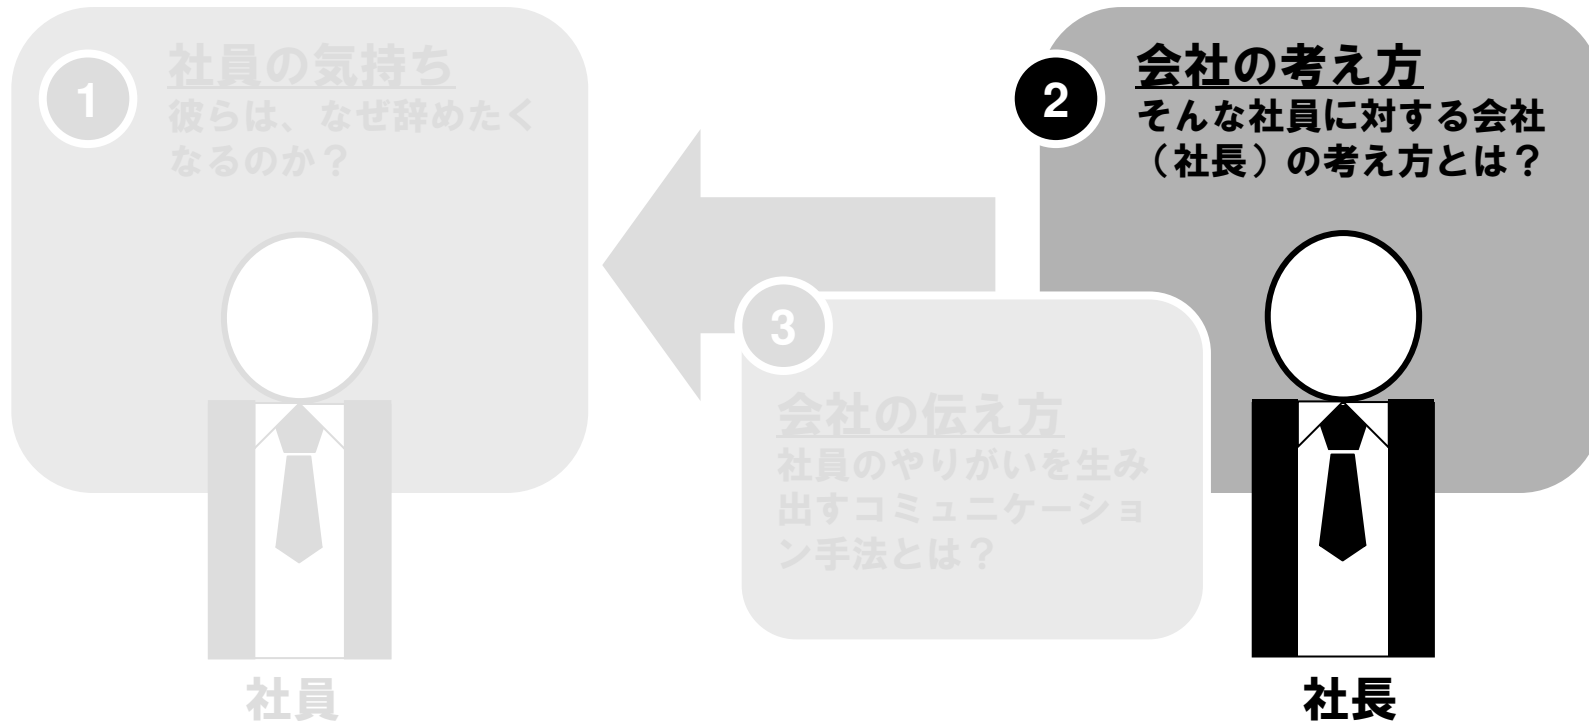 1
社員の気持ち
彼らは、なぜ辞めたく
なるのか？
2
会社の考え方
そんな社員に対する会社
（社長）の考え方とは？
3
会社の伝え方
社員のやりがいを生み
出すコミュニケーショ
ン手法とは？
社員
社長